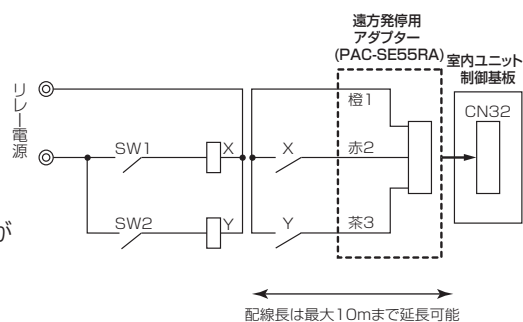 遠方発停用
アダプター
(PAC-SE55RA)
室内ユニット
制御基板
リレー電源
橙1
CN32
SW1
X
X
赤2
SW2
Y
Y
茶3
が
配線長は最大10mまで延長可能